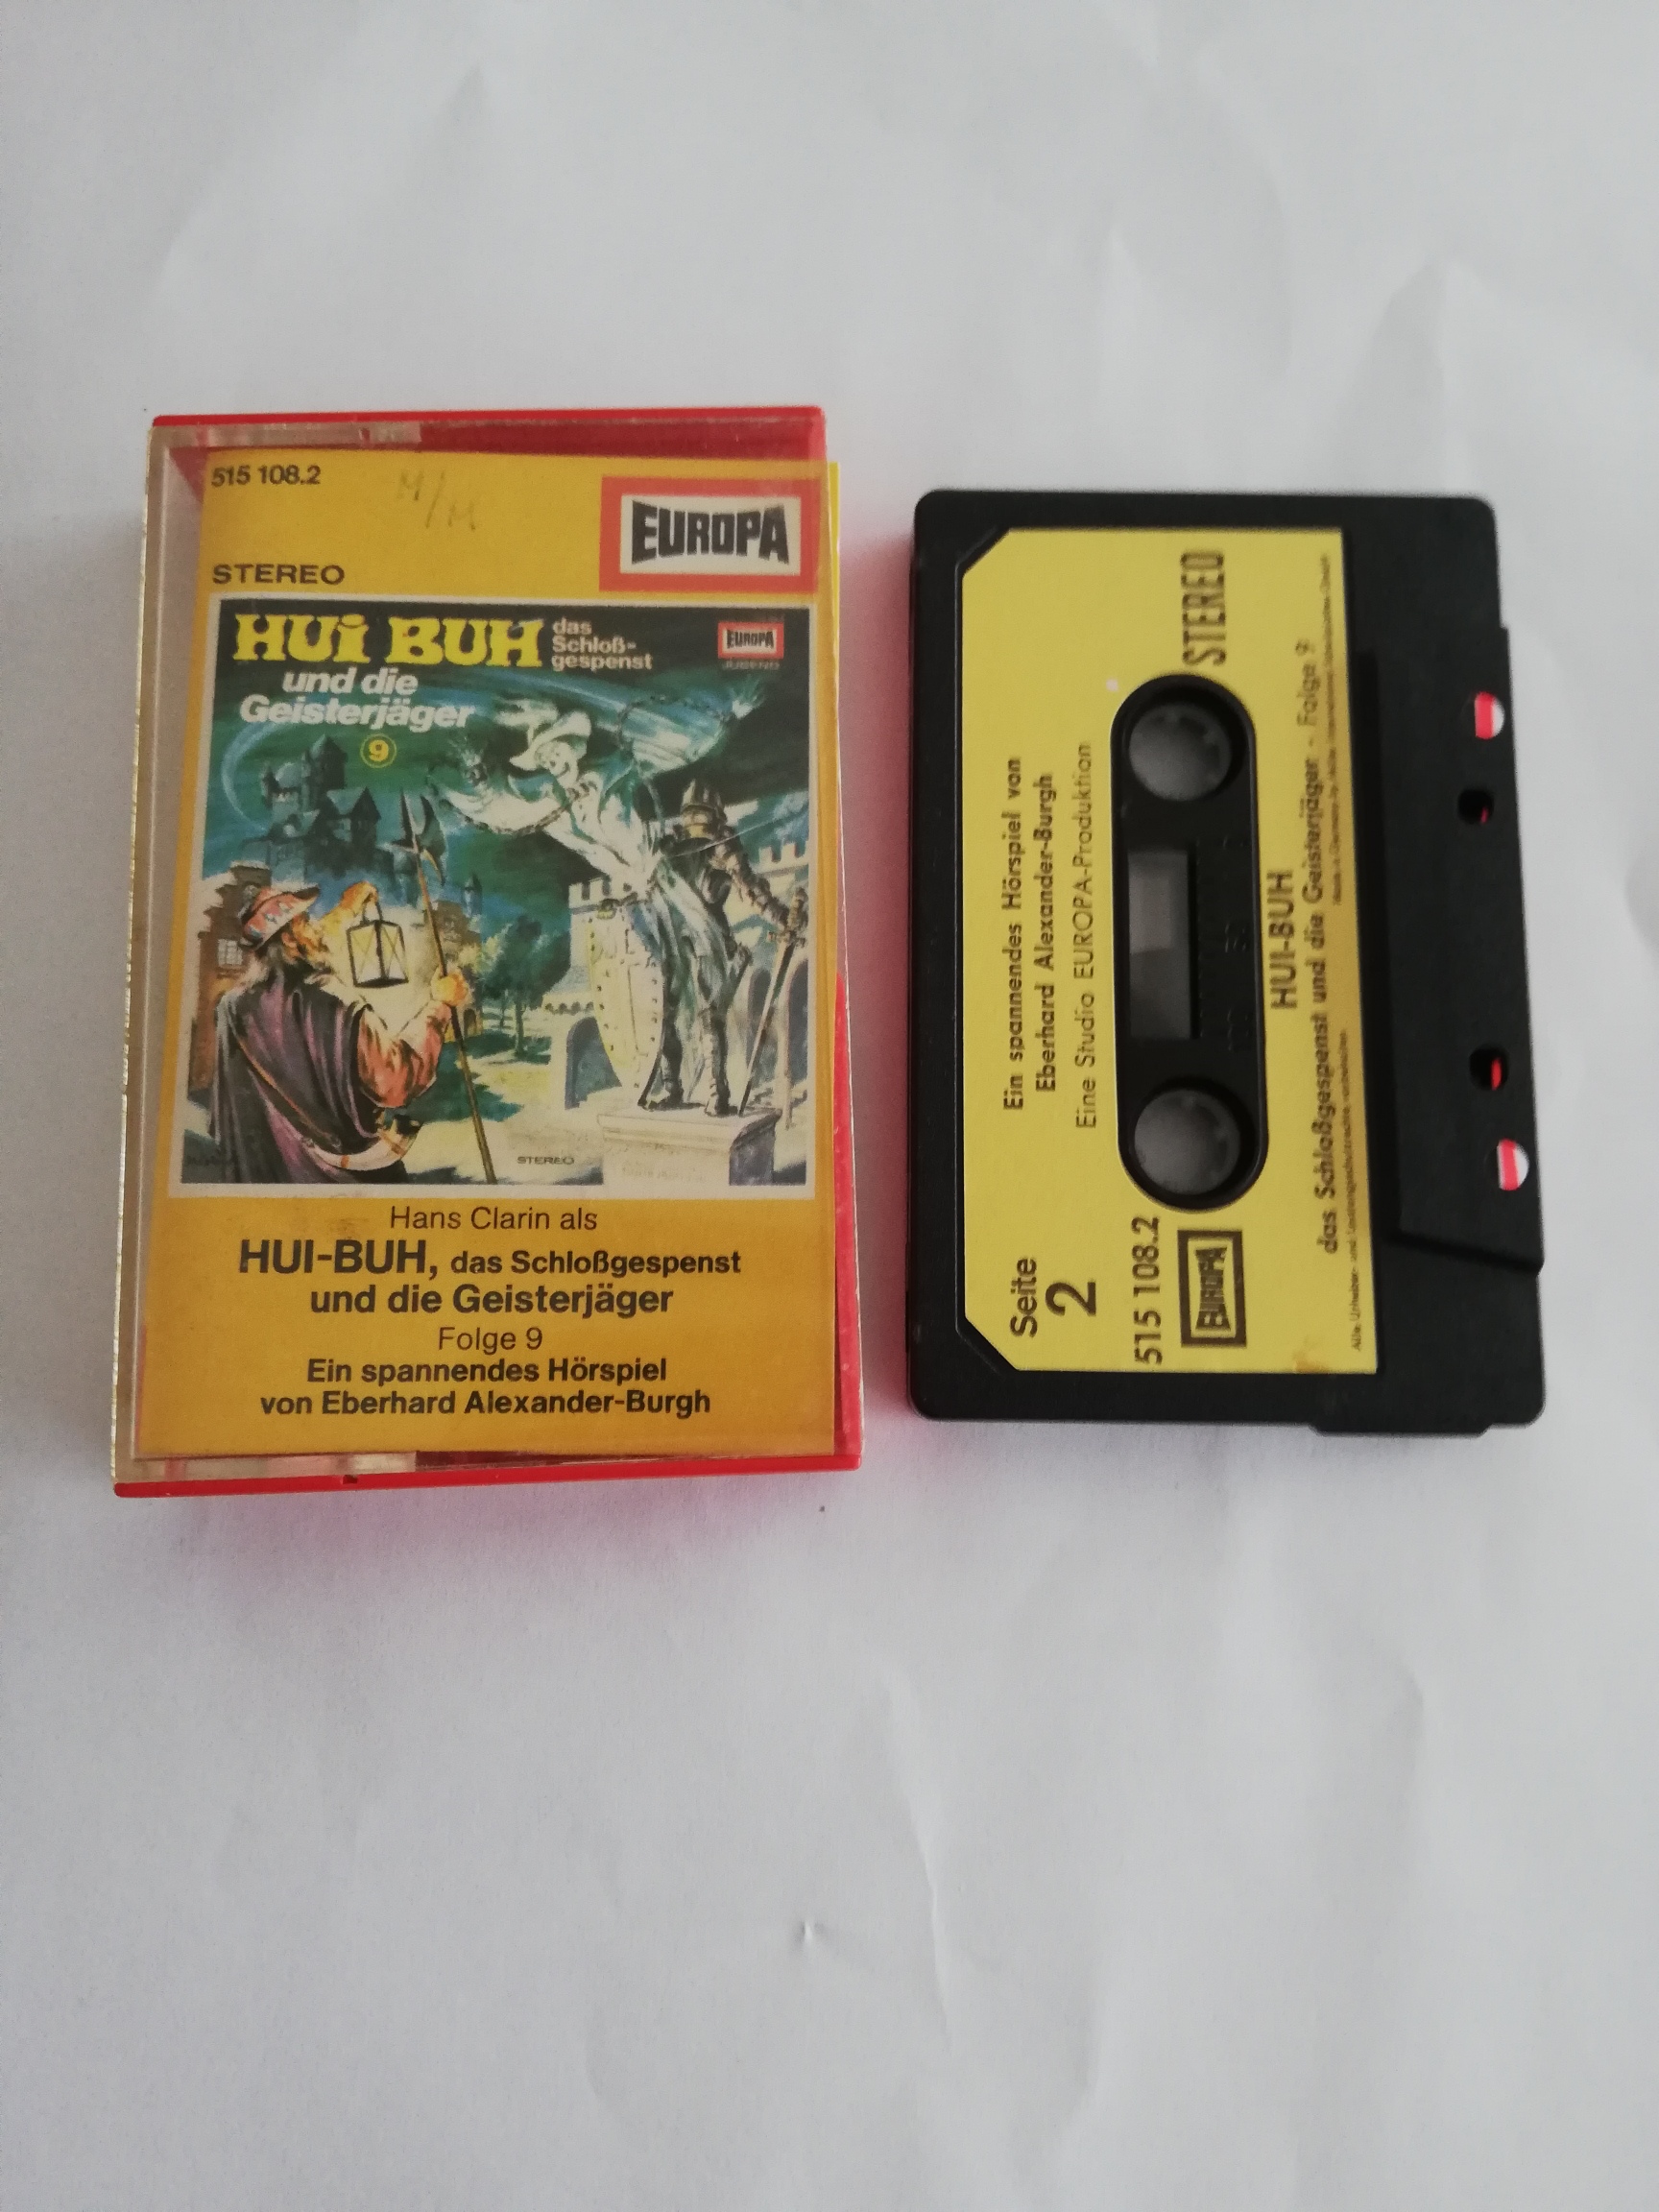 515 108.2
M/M
EUROPA
STEREO
HUI BUH das
Schloß-
gespenst
und die
Geisterjäger
9
EUROPA
JUGEND
STEREO
Hans Clarin als
HUI-BUH, das Schloßgespenst
und die Geisterjäger
Folge 9
Ein spannendes Hörspiel
von Eberhard Alexander-Burgh
Seite
2
Ein spannendes Hörspiel von
Eberhard Alexander-Burgh
Eine Studio EUROPA-Produktion
515 108.2
STEREO
EUROPA
HUI-BUH
das Schloßgespenst und die Geisterjäger - Folge 9